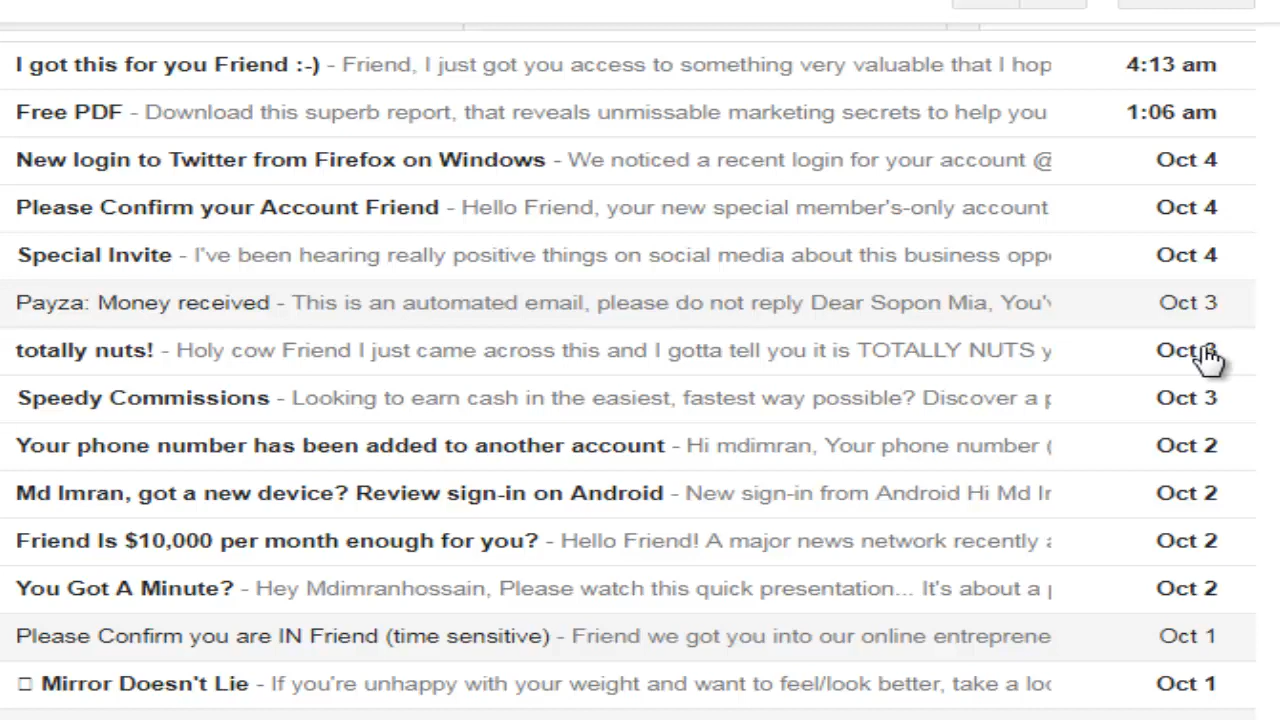 I got this for you Friend :-) - Friend, I just got you access to something very valuable that I hop 4:13 am
Free PDF - Download this superb report, that reveals unmissable marketing secrets to help you 1:06 am
New login to Twitter from Firefox on Windows - We noticed a recent login for your account @ Oct 4
Please Confirm your Account Friend - Hello Friend, your new special member's-only account Oct 4
Special Invite - I've been hearing really positive things on social media about this business opp Oct 4
Payza: Money received - This is an automated email, please do not reply Dear Sopon Mia, You'v Oct 3
totally nuts! - Holy cow Friend I just came across this and I gotta tell you it is TOTALLY NUTS y Oct 3
Speedy Commissions - Looking to earn cash in the easiest, fastest way possible? Discover a p Oct 3
Your phone number has been added to another account - Hi mdimran, Your phone number ( Oct 2
Md Imran, got a new device? Review sign-in on Android - New sign-in from Android Hi Md Ir Oct 2
Friend Is $10,000 per month enough for you? - Hello Friend! A major news network recently a Oct 2
You Got A Minute? - Hey Mdimranhossain, Please watch this quick presentation... It's about a p Oct 2
Please Confirm you are IN Friend (time sensitive) - Friend we got you into our online entreprene Oct 1
Mirror Doesn't Lie - If you're unhappy with your weight and want to feel/look better, take a loo Oct 1